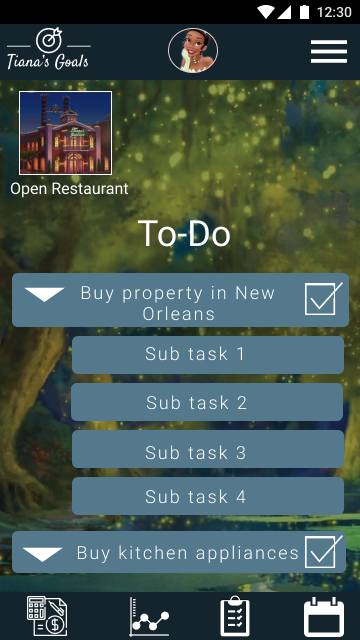 12:30
Tiana's Goals
Open Restaurant
To-Do
Buy property in New
Orleans
Sub task 1
Sub task 2
Sub task 3
Sub task 4
Buy kitchen appliances
$